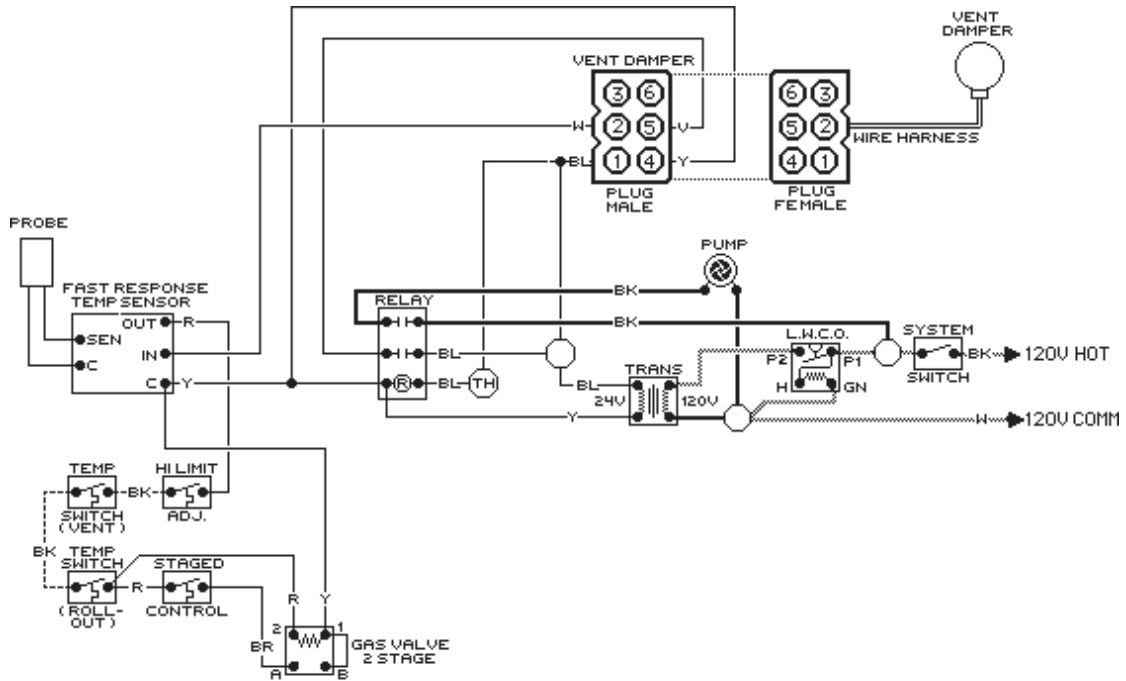 VENT
DAMPER
VENT DAMPER
3 6
6 3
W
2 5
V
5 2
WIRE HARNESS
BL
1 4
Y
4 1
PLUG
MALE
PLUG
FEMALE
PROBE
PUMP
FAST RESPONSE
TEMP SENSOR
RELAY
BK
OUT
R
BK
L.W.C.O.
SYSTEM
SEN
IN
BL
P2
P1
BK
120V HOT
SWITCH
C
TRANS
C
Y
R
BL
TH
BL
24V
120V
H
GN
Y
W
120V COMM
TEMP
HI LIMIT
BK
SWITCH
(VENT)
ADJ.
BK
TEMP
SWITCH
STAGED
R
(ROLL-
OUT)
CONTROL
R
Y
2
1
BR
GAS VALVE
2 STAGE
A
B